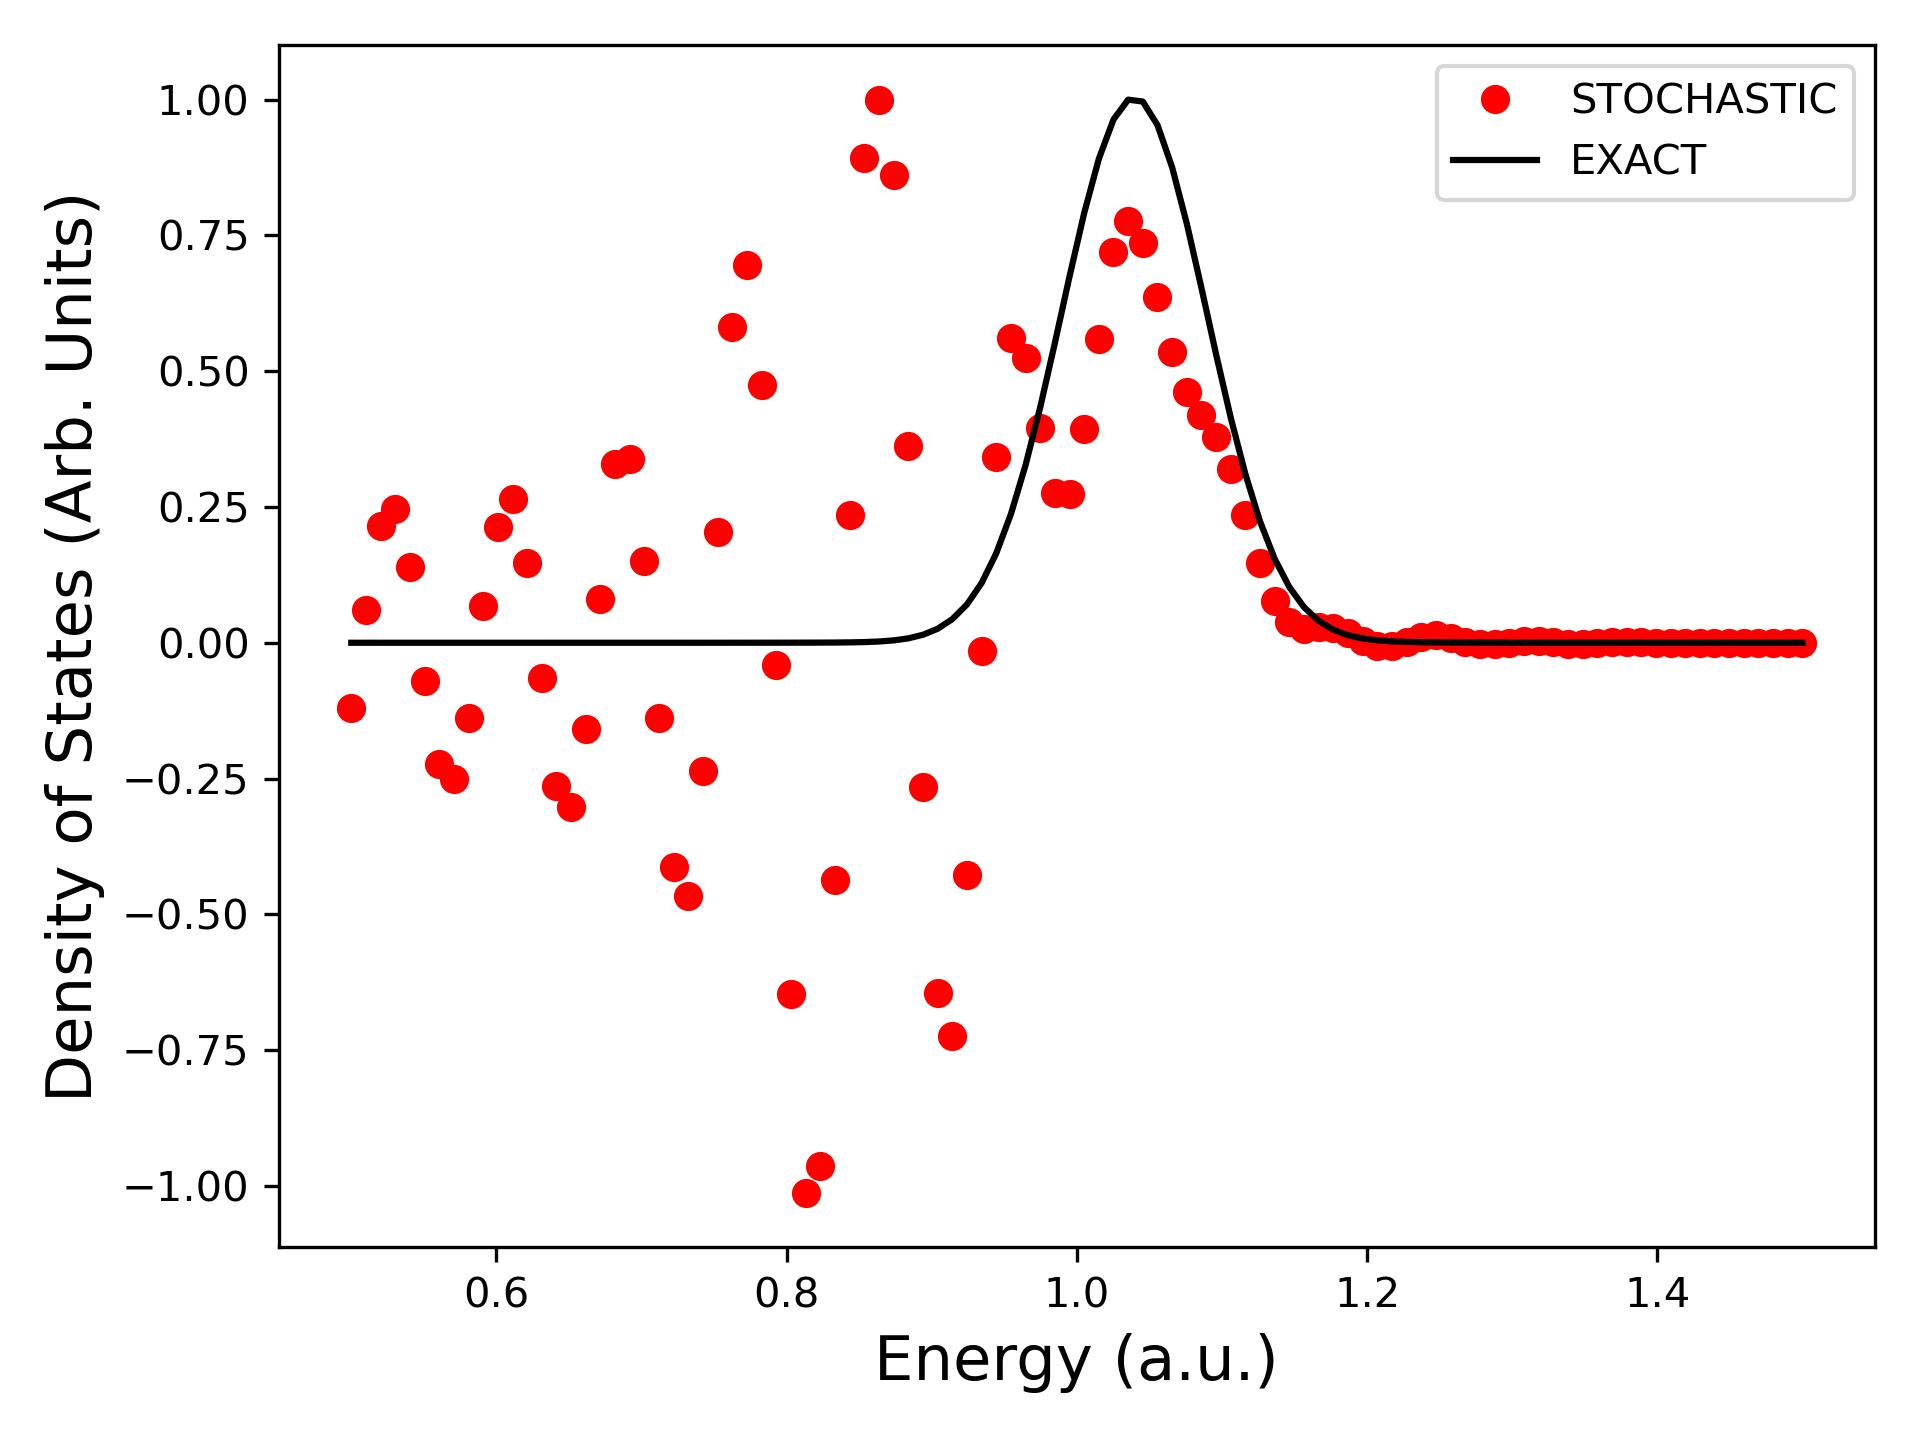 STOCHASTIC
EXACT
Density of States (Arb. Units)
1.00
0.75
0.50
0.25
0.00
−0.25
−0.50
−0.75
−1.00
0.6 0.8 1.0 1.2 1.4
Energy (a.u.)